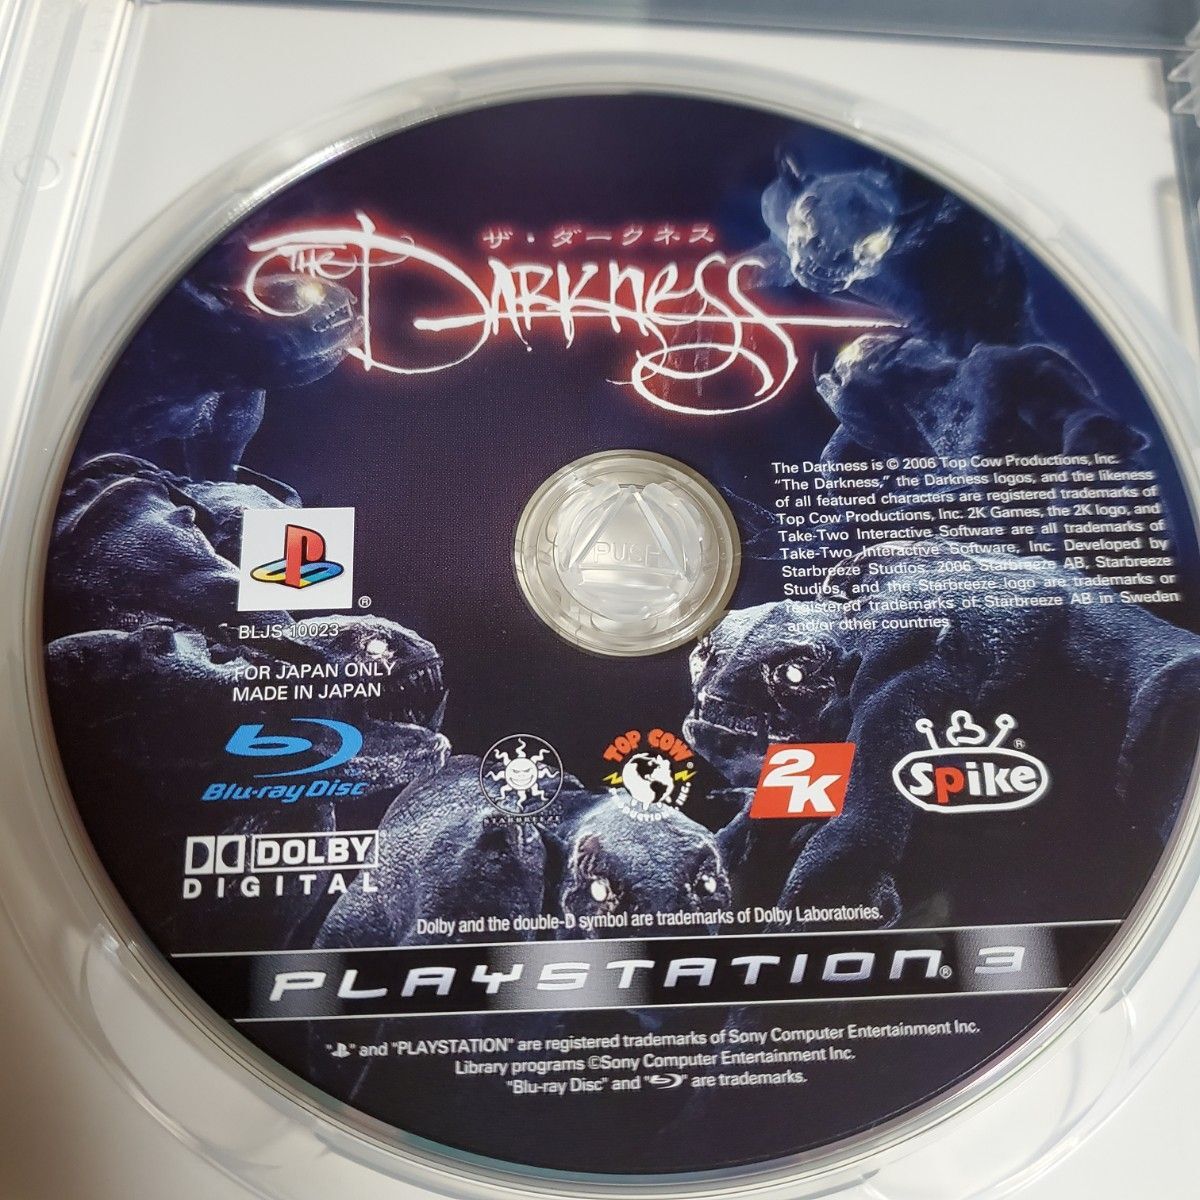 ザ・ダークネス
THE DARKNESS
The Darkness is © 2006 Top Cow Productions, Inc.
“The Darkness,” the Darkness logos, and the likeness
of all featured characters are registered trademarks of
Top Cow Productions, Inc. 2K Games, the 2K logo, and
Take-Two Interactive Software are all trademarks of
Take-Two Interactive Software, Inc. Developed by
Starbreeze Studios. 2006 Starbreeze AB. Starbreeze
Studios, and the Starbreeze logo are trademarks or
registered trademarks of Starbreeze AB in Sweden
and/or other countries
PUSH
®
BLJS 10023
FOR JAPAN ONLY
MADE IN JAPAN
Blu-ray Disc
STARBREEZE
TOP COW
PRODUCTIONS, INC.
2K
Spike®
DOLBY
DIGITAL
Dolby and the double-D symbol are trademarks of Dolby Laboratories.
PLAYSTATION® 3
" " and "PLAYSTATION" are registered trademarks of Sony Computer Entertainment Inc.
Library programs ©Sony Computer Entertainment Inc.
"Blu-ray Disc" and " " are trademarks.